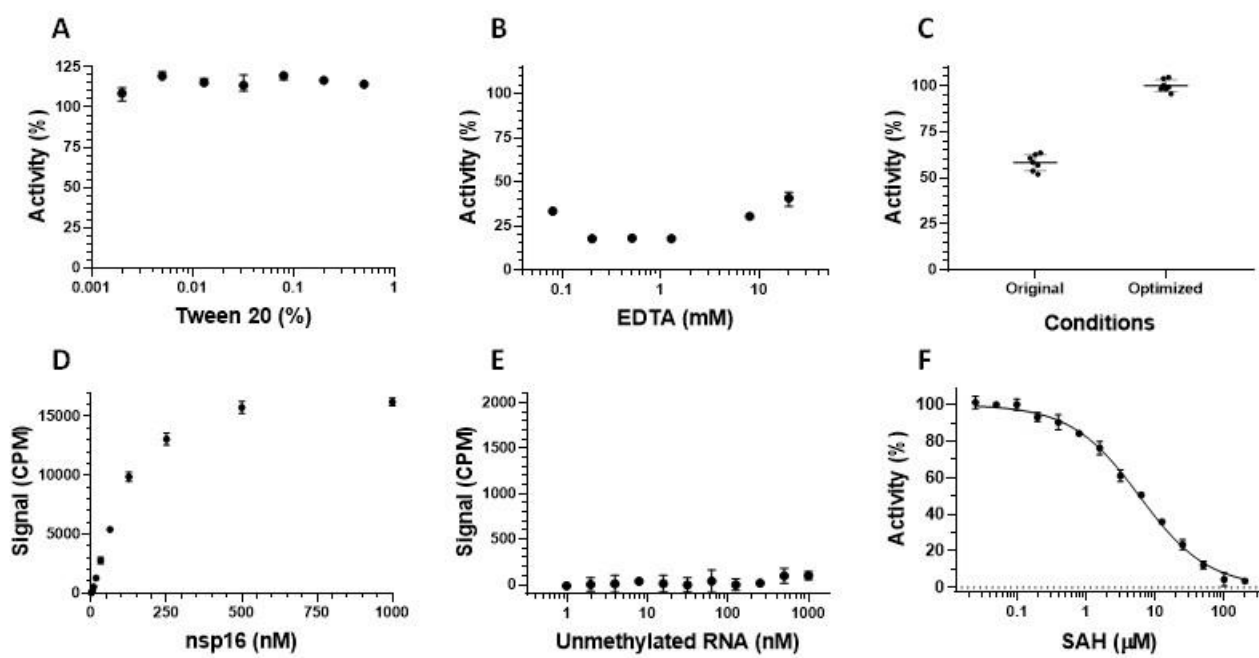 A
Activity (%)
125
100
75
50
25
0
0.001
0.01
0.1
1
Tween 20 (%)
B
Activity (%)
100
50
0
0.1
1
10
EDTA (mM)
C
Activity (%)
100
75
50
25
0
Original
Optimized
Conditions
D
Signal (CPM)
15000
10000
5000
0
0
250
500
750
1000
nsp16 (nM)
E
Signal (CPM)
2000
1500
1000
500
0
1
10
100
1000
Unmethylated RNA (nM)
F
Activity (%)
100
80
60
40
20
0
0.1
1
10
100
SAH (μM)